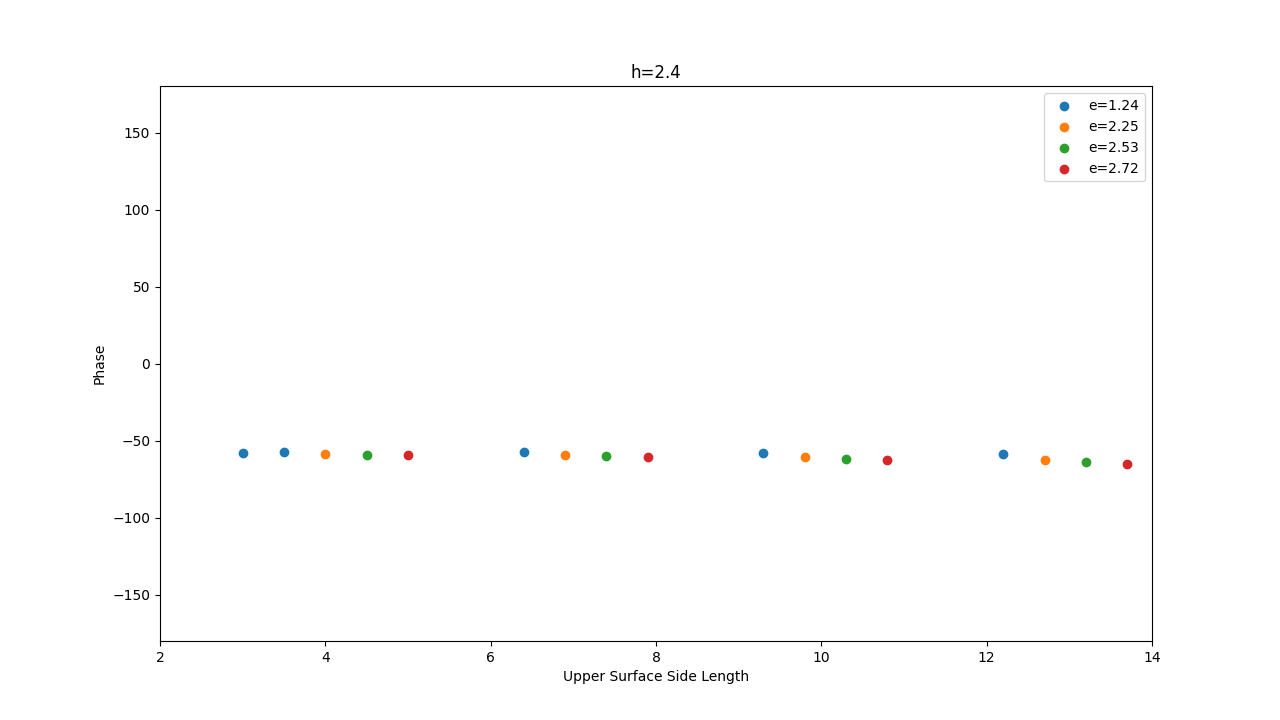 h=2.4
e=1.24
e=2.25
e=2.53
e=2.72
150
100
50
0
−50
−100
−150
Phase
2 4 6 8 10 12 14
Upper Surface Side Length